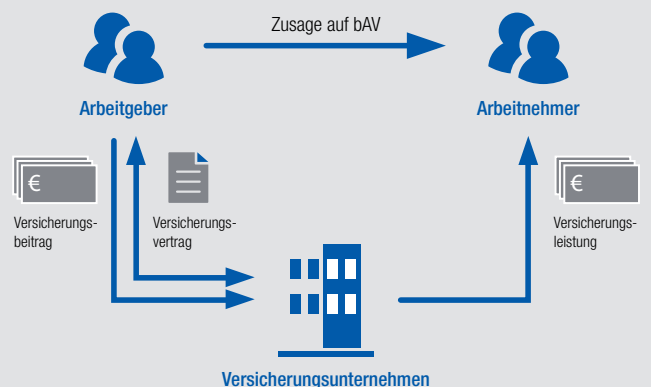 Zusage auf bAV
Arbeitgeber
Arbeitnehmer
€
Versicherungs-
beitrag
Versicherungs-
vertrag
€
Versicherungs-
leistung
Versicherungsunternehmen